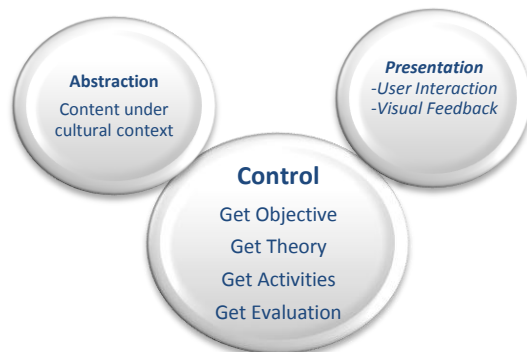 Abstraction
Content under
cultural context
Presentation
-User Interaction
-Visual Feedback
Control
Get Objective
Get Theory
Get Activities
Get Evaluation